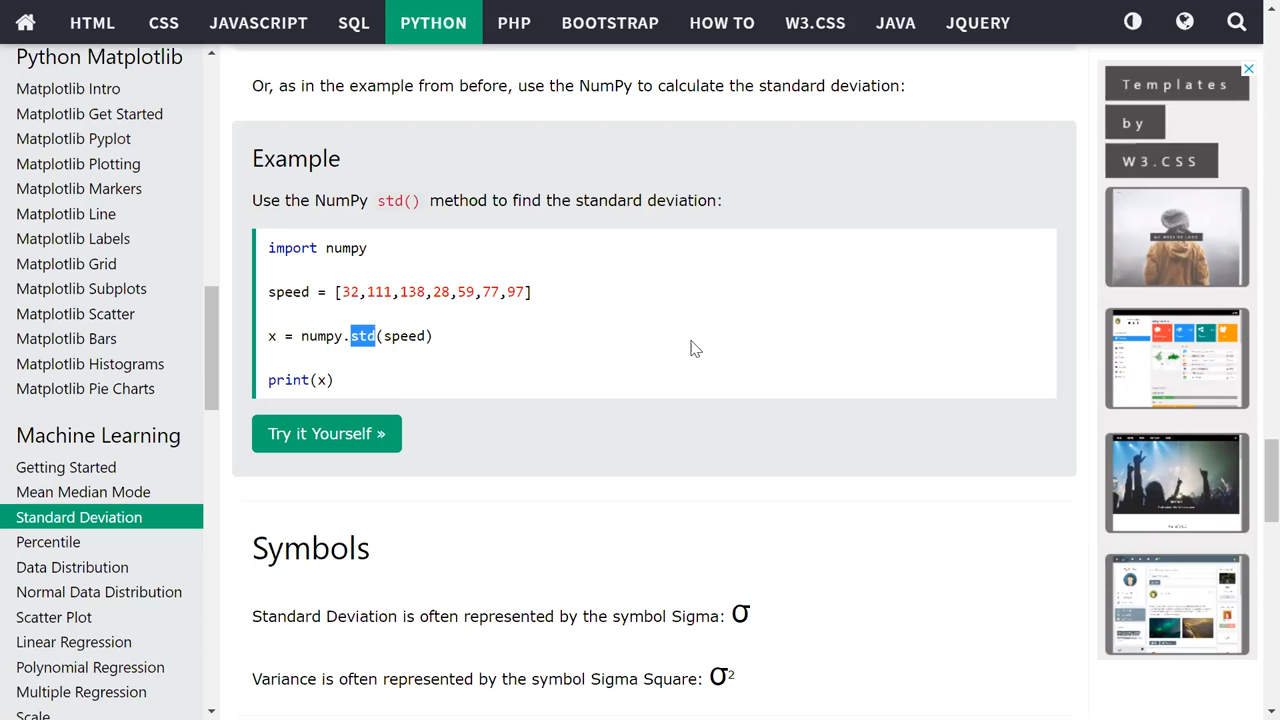 HTML CSS JAVASCRIPT SQL PYTHON PHP BOOTSTRAP HOW TO W3.CSS JAVA JQUERY
Python Matplotlib
Matplotlib Intro
Matplotlib Get Started
Matplotlib Pyplot
Matplotlib Plotting
Matplotlib Markers
Matplotlib Line
Matplotlib Labels
Matplotlib Grid
Matplotlib Subplots
Matplotlib Scatter
Matplotlib Bars
Matplotlib Histograms
Matplotlib Pie Charts
Machine Learning
Getting Started
Mean Median Mode
Standard Deviation
Percentile
Data Distribution
Normal Data Distribution
Scatter Plot
Linear Regression
Polynomial Regression
Multiple Regression
Scale
Or, as in the example from before, use the NumPy to calculate the standard deviation:
Example
Use the NumPy std() method to find the standard deviation:
import numpy
speed = [32,111,138,28,59,77,97]
x = numpy.std(speed)
print(x)
Try it Yourself »
Symbols
Standard Deviation is often represented by the symbol Sigma: σ
Variance is often represented by the symbol Sigma Square: σ²
Templates
by
W3.CSS